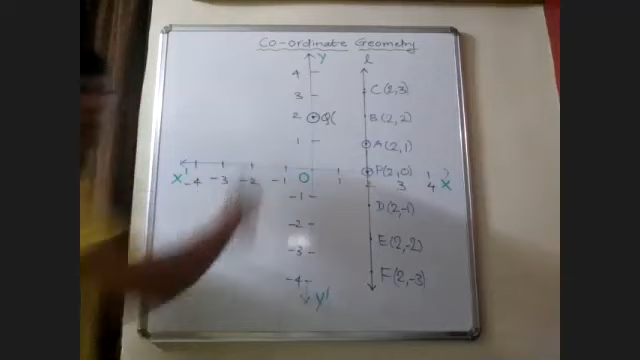 Co-ordinate Geometry
Y
l
4
C (2,3)
3
2 Q(
B (2, 2)
1
A (2, 1)
P(2,0)
X' -4 -3 -2 -1 O 1 2 3 4 X
-1
D(2,-1)
-2
E(2,-2)
-3
F(2,-3)
-4
Y'